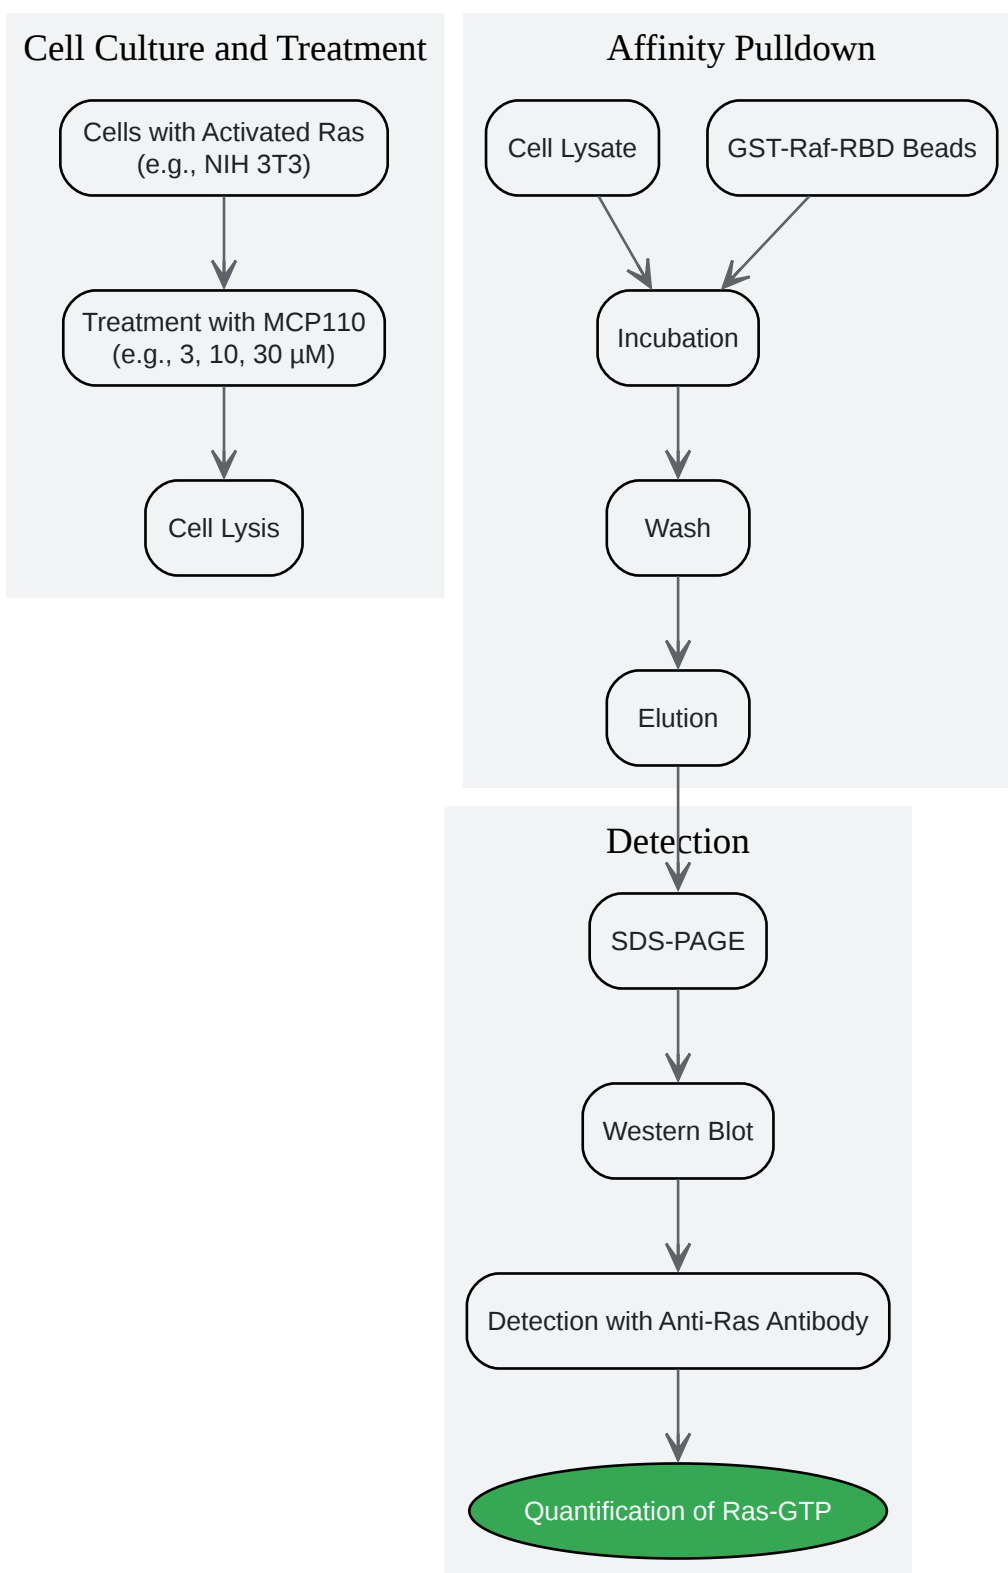 Cell Culture and Treatment
Cells with Activated Ras
(e.g., NIH 3T3)
Treatment with MCP110
(e.g., 3, 10, 30 µM)
Cell Lysis
Affinity Pulldown
Cell Lysate
GST-Raf-RBD Beads
Incubation
Wash
Elution
Detection
SDS-PAGE
Western Blot
Detection with Anti-Ras Antibody
Quantification of Ras-GTP